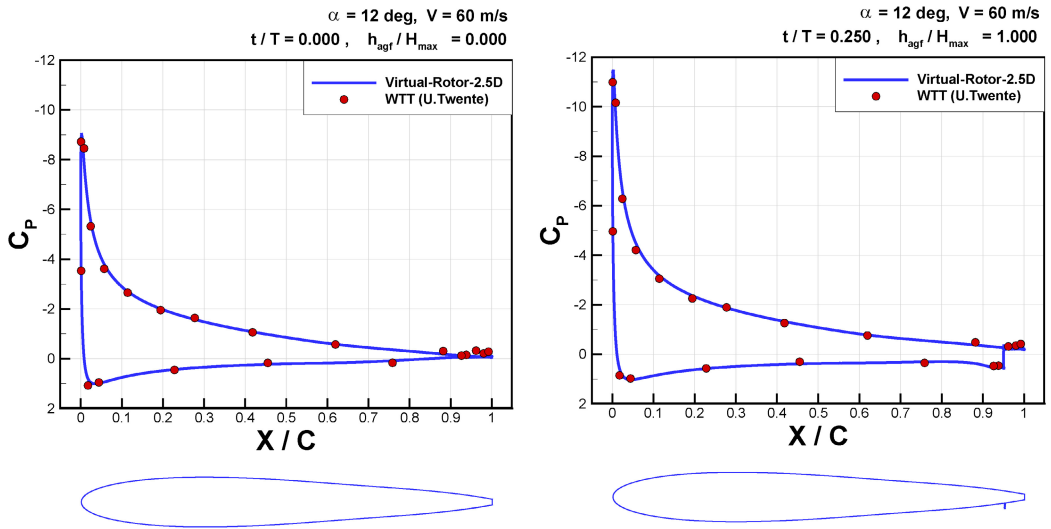 α = 12 deg, V = 60 m/s
t / T = 0.000 , h_agf / H_max = 0.000
-12
-10
-8
-6
-4
-2
0
2
C_P
Virtual-Rotor-2.5D
WTT (U.Twente)
0 0.1 0.2 0.3 0.4 0.5 0.6 0.7 0.8 0.9 1
X / C
α = 12 deg, V = 60 m/s
t / T = 0.250 , h_agf / H_max = 1.000
-12
-10
-8
-6
-4
-2
0
2
C_P
Virtual-Rotor-2.5D
WTT (U.Twente)
0 0.1 0.2 0.3 0.4 0.5 0.6 0.7 0.8 0.9 1
X / C